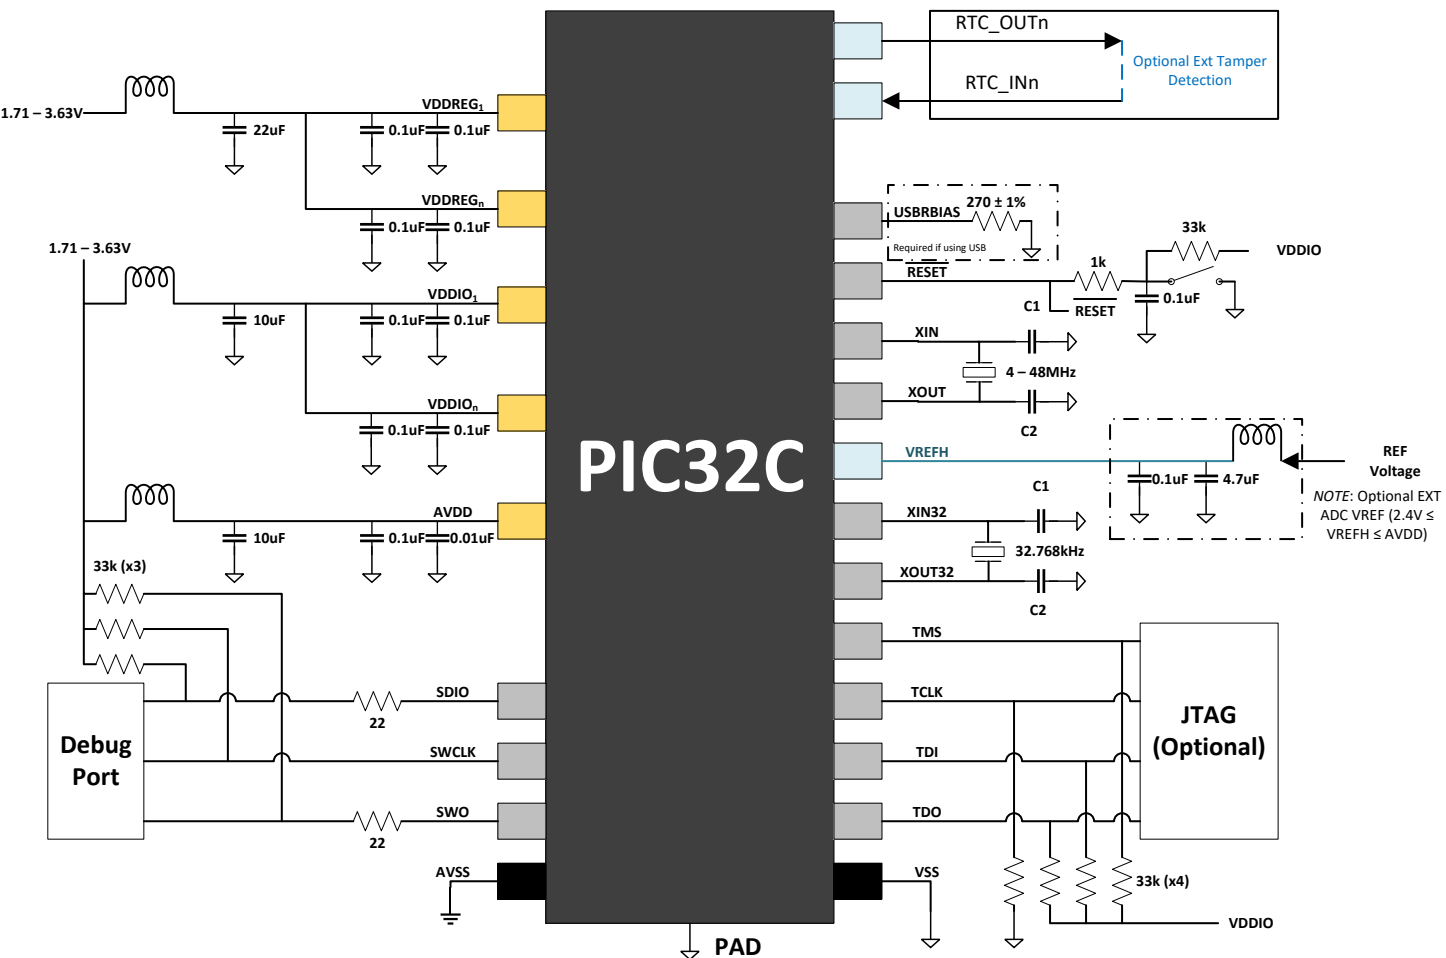 RTC_OUTn
Optional Ext Tamper
Detection
RTC_INn
1.71 – 3.63V
VDDREG1
22uF
0.1uF
0.1uF
VDDREGn
0.1uF
0.1uF
1.71 – 3.63V
VDDIO1
10uF
0.1uF
0.1uF
VDDIOn
0.1uF
0.1uF
AVDD
10uF
0.1uF
0.01uF
33k (x3)
Debug
Port
SDIO
22
SWCLK
SWO
22
AVSS
PIC32C
PAD
USBRBIAS
270 ± 1%
Required if using USB
RESET
1k
RESET
33k
VDDIO
0.1uF
XIN
C1
4 – 48MHz
XOUT
C2
VREFH
0.1uF
4.7uF
REF
Voltage
NOTE: Optional EXT
ADC VREF (2.4V ≤
VREFH ≤ AVDD)
XIN32
C1
32.768kHz
XOUT32
C2
TMS
TCLK
TDI
TDO
JTAG
(Optional)
33k (x4)
VDDIO
VSS